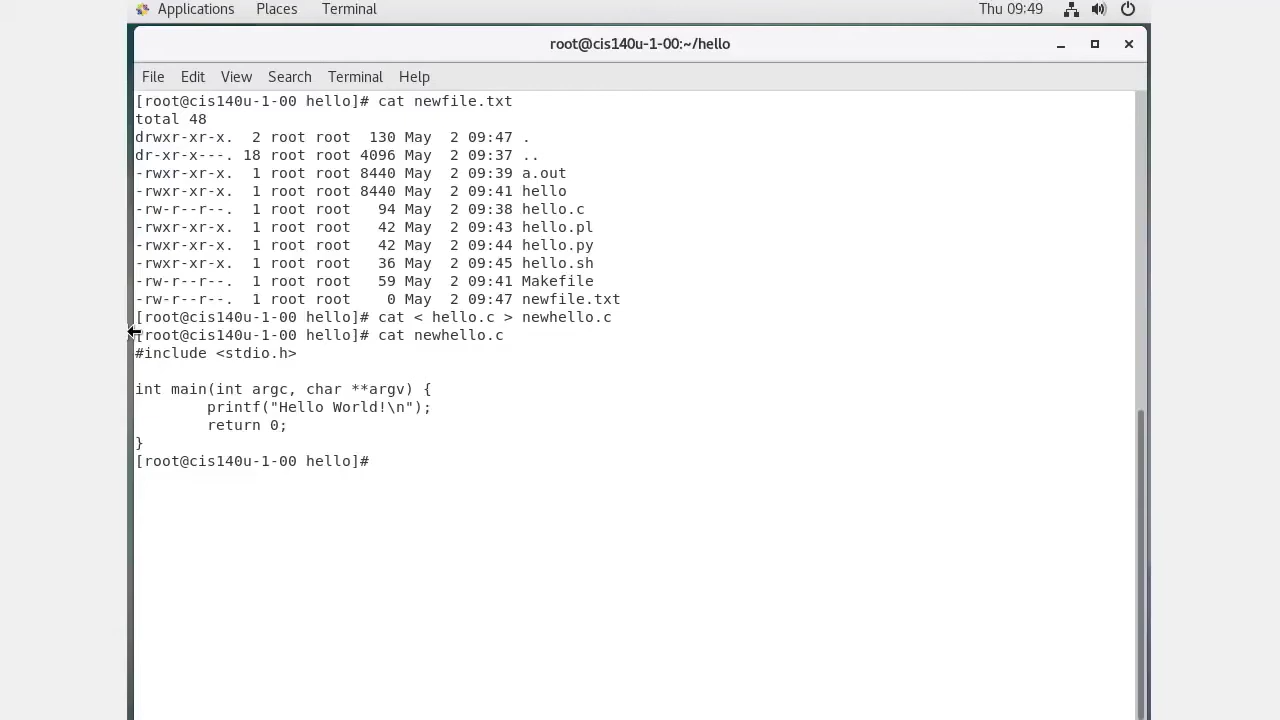 Applications Places Terminal Thu 09:49
root@cis140u-1-00:~/hello
File Edit View Search Terminal Help
[root@cis140u-1-00 hello]# cat newfile.txt
total 48
drwxr-xr-x.  2 root root  130 May  2 09:47 .
dr-xr-x---. 18 root root 4096 May  2 09:37 ..
-rwxr-xr-x.  1 root root 8440 May  2 09:39 a.out
-rwxr-xr-x.  1 root root 8440 May  2 09:41 hello
-rw-r--r--.  1 root root   94 May  2 09:38 hello.c
-rwxr-xr-x.  1 root root   42 May  2 09:43 hello.pl
-rwxr-xr-x.  1 root root   42 May  2 09:44 hello.py
-rwxr-xr-x.  1 root root   36 May  2 09:45 hello.sh
-rw-r--r--.  1 root root   59 May  2 09:41 Makefile
-rw-r--r--.  1 root root    0 May  2 09:47 newfile.txt
[root@cis140u-1-00 hello]# cat < hello.c > newhello.c
[root@cis140u-1-00 hello]# cat newhello.c
#include <stdio.h>

int main(int argc, char **argv) {
        printf("Hello World!\n");
        return 0;
}
[root@cis140u-1-00 hello]#